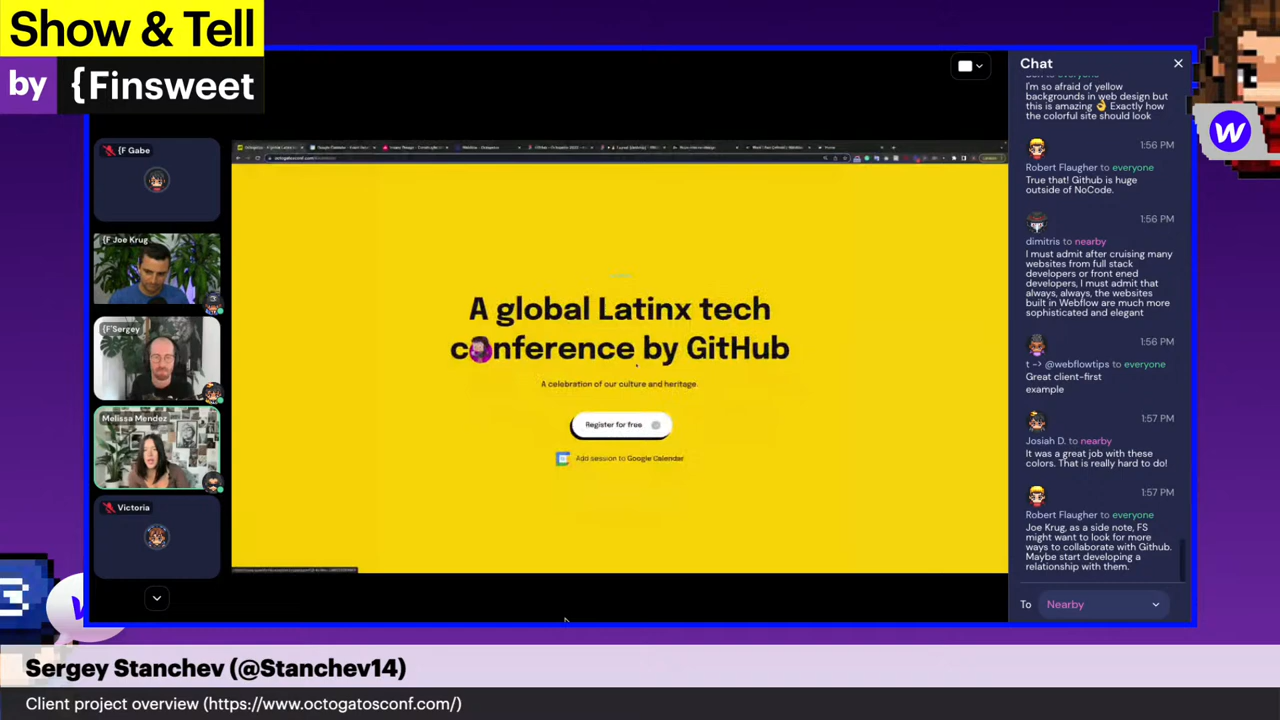 Show & Tell
by {Finsweet
{F Gabe
{F Joe Krug
{F Sergey
Melissa Mendez
Victoria
octogatosconf.com
A global Latinx tech
conference by GitHub
A celebration of our culture and heritage
Register for free
Add session to Google Calendar
Chat
to everyone
I'm so afraid of yellow
backgrounds in web design but
this is amazing 👌 Exactly how
the colorful site should look
1:56 PM
Robert Flaugher to everyone
True that! Github is huge
outside of NoCode.
1:56 PM
dimitris to nearby
I must admit after cruising many
websites from full stack
developers or front ened
developers, I must admit that
always, always, the websites
built in Webflow are much more
sophisticated and elegant
1:56 PM
t -> @webflowtips to everyone
Great client-first
example
1:57 PM
Josiah D. to nearby
It was a great job with these
colors. That is really hard to do!
1:57 PM
Robert Flaugher to everyone
Joe Krug, as a side note, FS
might want to look for more
ways to collaborate with Github.
Maybe start developing a
relationship with them.
To Nearby
Sergey Stanchev (@Stanchev14)
Client project overview (https://www.octogatosconf.com/)